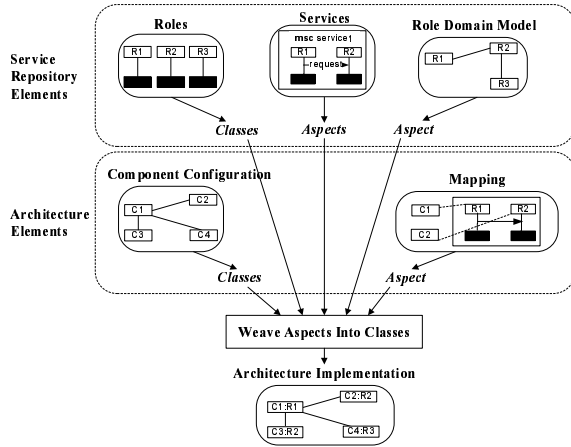 Roles
Services
Role Domain Model
Service
Repository
Elements
R1 R2 R3
msc service1
R1 R2
request
R1 R2
R3
Classes
Aspects
Aspect
Component Configuration
Mapping
Architecture
Elements
C1 C2
C3 C4
C1 R1 R2
C2
Classes
Aspect
Weave Aspects Into Classes
Architecture Implementation
C1:R1 C2:R2
C3:R2 C4:R3